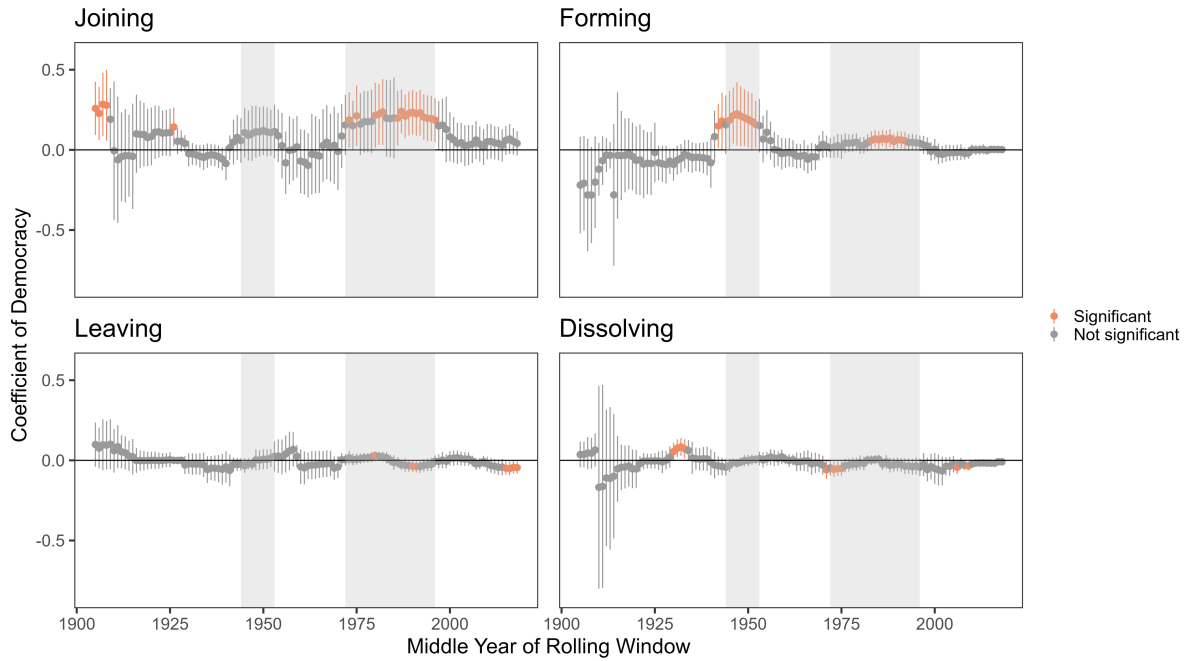 Joining
Forming
0.5
0.0
-0.5
Leaving
Dissolving
0.5
0.0
-0.5
Coefficient of Democracy
1900 1925 1950 1975 2000
1900 1925 1950 1975 2000
Middle Year of Rolling Window
Significant
Not significant